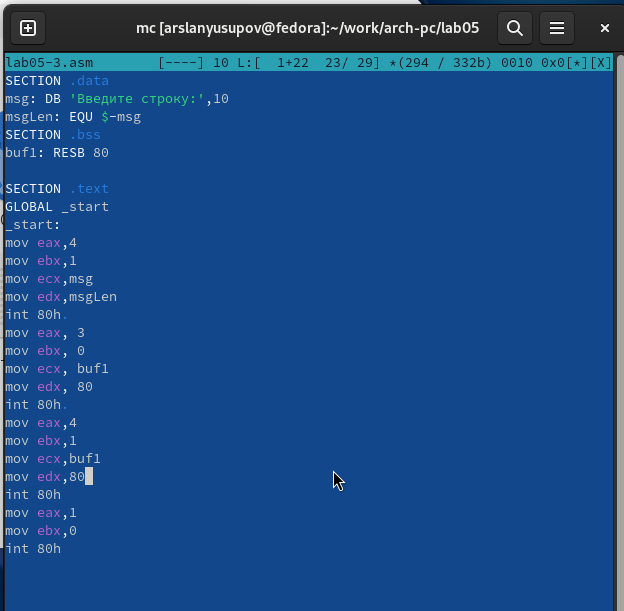 mc [arslanyusupov@fedora]:~/work/arch-pc/lab05
lab05-3.asm [----] 10 L:[ 1+22 23/ 29] *(294 / 332b) 0010 0x0[*][X]
SECTION .data
msg: DB 'Введите строку:',10
msgLen: EQU $-msg
SECTION .bss
buf1: RESB 80

SECTION .text
GLOBAL _start
_start:
mov eax,4
mov ebx,1
mov ecx,msg
mov edx,msgLen
int 80h.
mov eax, 3
mov ebx, 0
mov ecx, buf1
mov edx, 80
int 80h.
mov eax,4
mov ebx,1
mov ecx,buf1
mov edx,80
int 80h
mov eax,1
mov ebx,0
int 80h